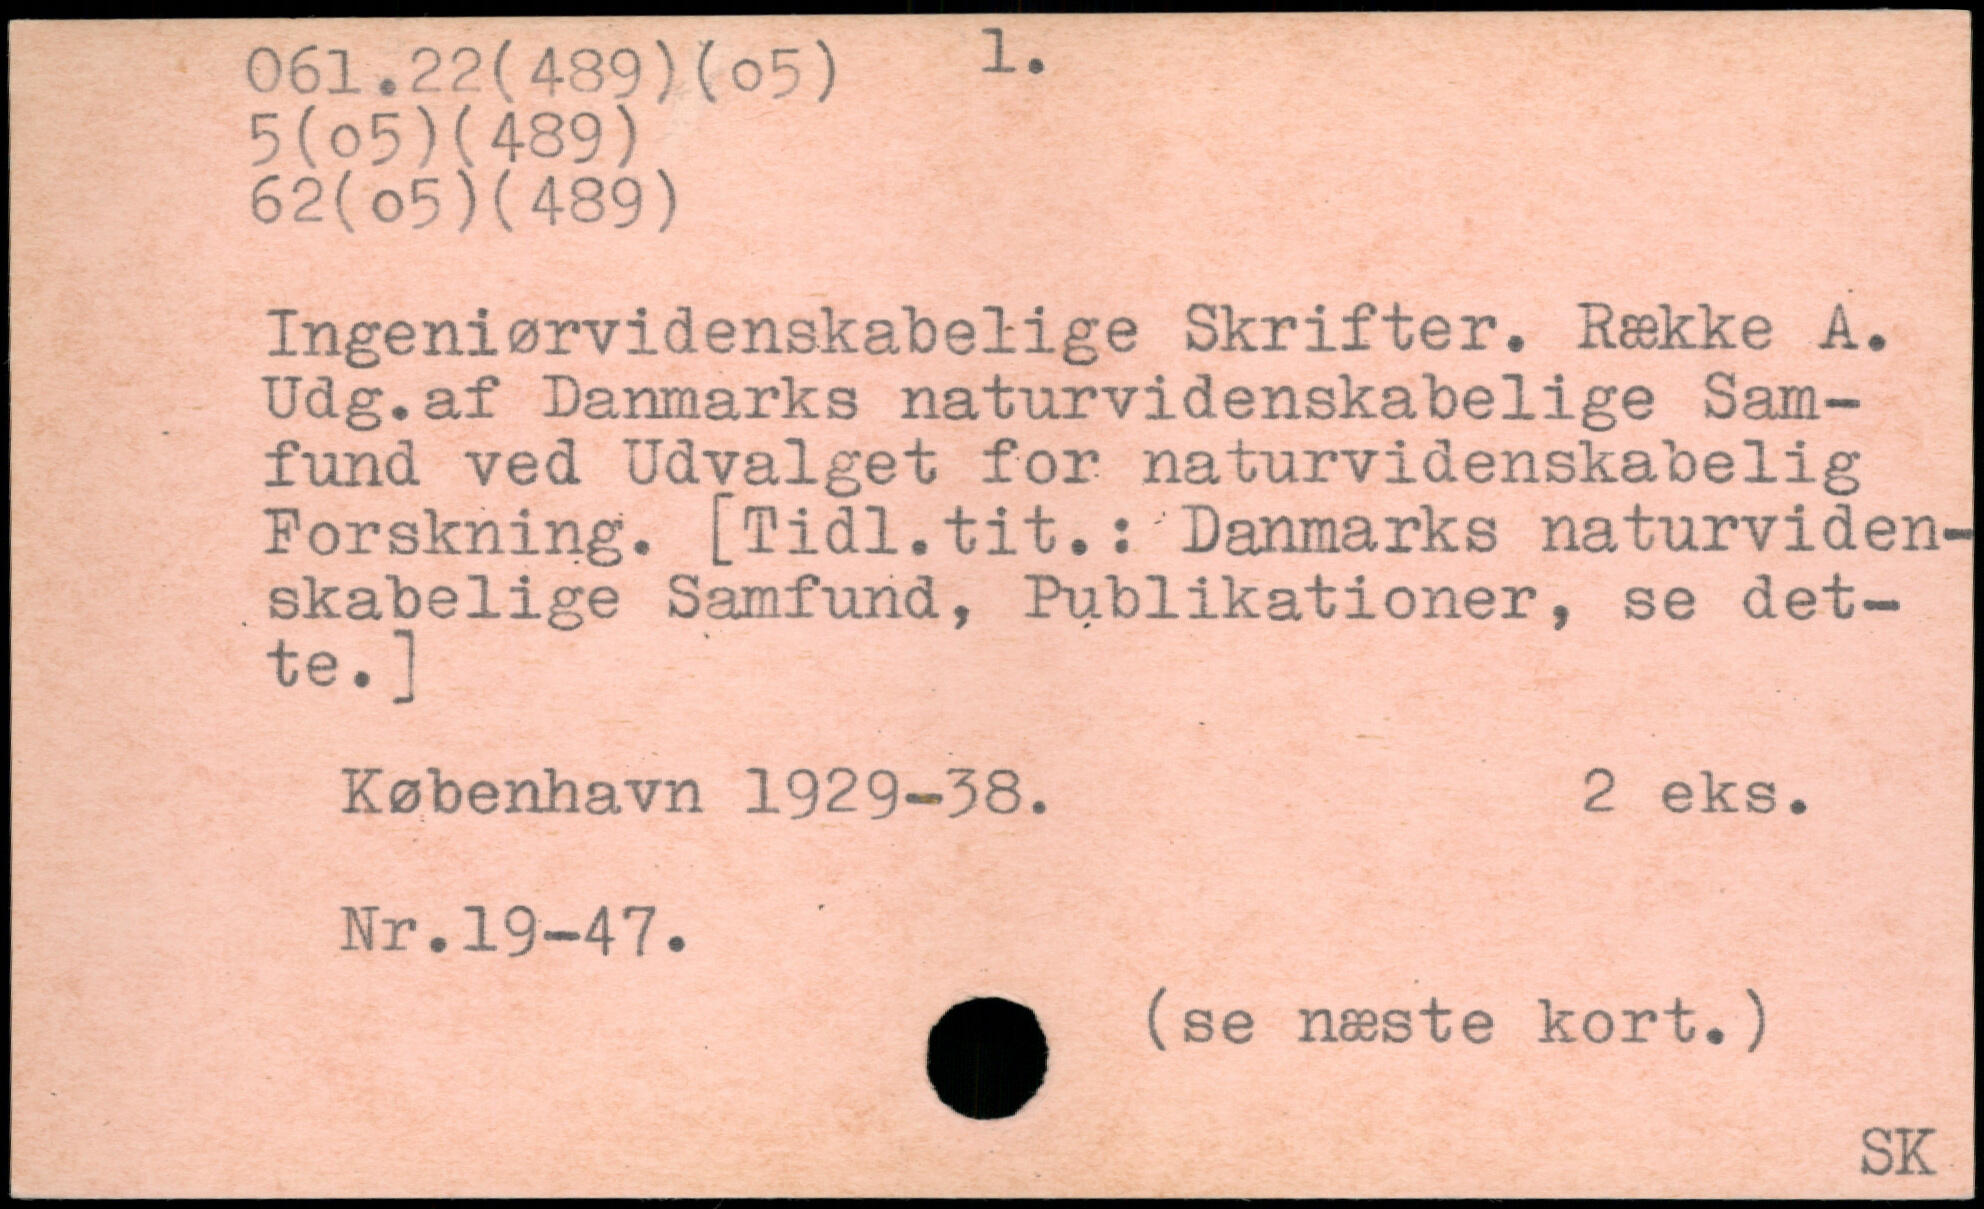 061.22(489)(o5) 1.
5(o5)(489)
62(o5)(489)
Ingeniørvidenskabelige Skrifter. Række A.
Udg.af Danmarks naturvidenskabelige Sam-
fund ved Udvalget for naturvidenskabelig
Forskning. [Tidl.tit.: Danmarks naturviden-
skabelige Samfund, Publikationer, se det-
te.]
København 1929-38. 2 eks.
Nr.19-47.
(se næste kort.)
SK